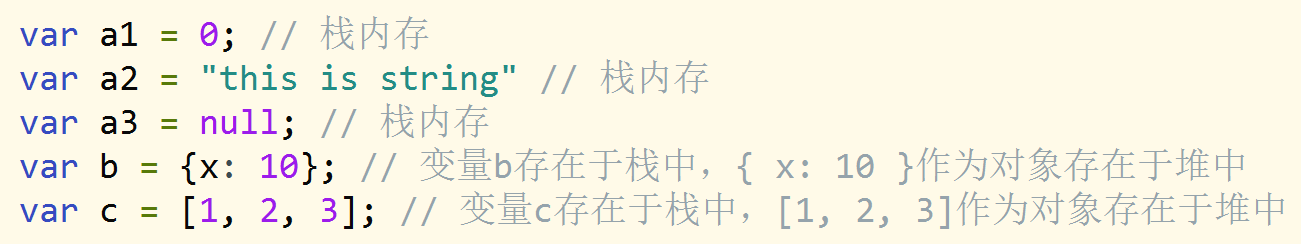 var a1 = 0; // 栈内存
var a2 = "this is string" // 栈内存
var a3 = null; // 栈内存
var b = {x: 10}; // 变量b存在于栈中，{ x: 10 }作为对象存在于堆中
var c = [1, 2, 3]; // 变量c存在于栈中，[1, 2, 3]作为对象存在于堆中